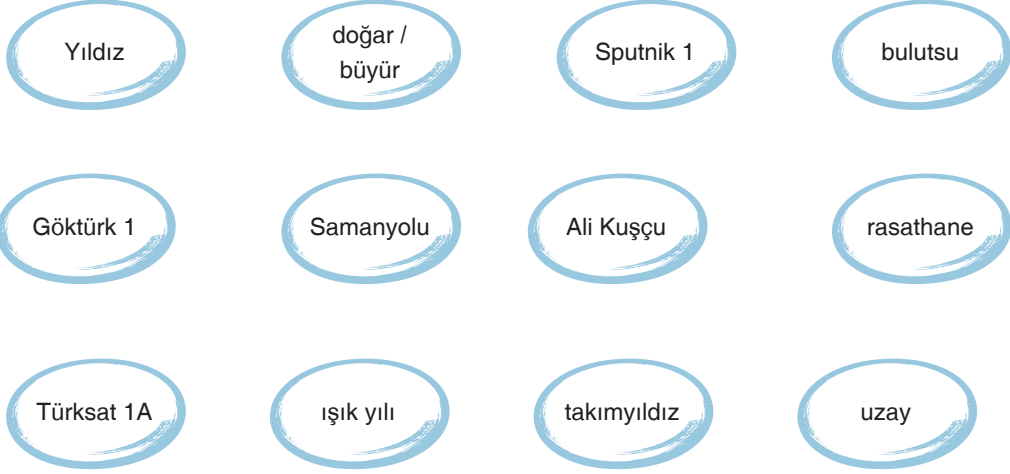 Yıldız
doğar /
büyür
Sputnik 1
bulutsu
Göktürk 1
Samanyolu
Ali Kuşçu
rasathane
Türksat 1A
ışık yılı
takımyıldız
uzay